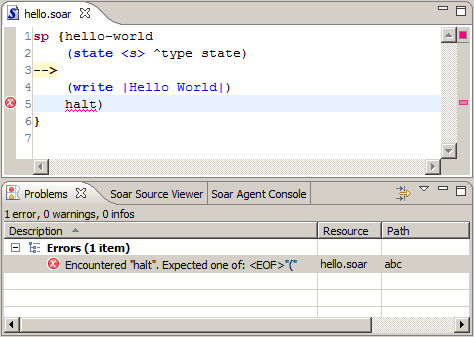 hello.soar
1 sp {hello-world
2 (state <s> ^type state)
3 -->
4 (write |Hello World|)
5 halt)
6 }
7
Problems Soar Source Viewer Soar Agent Console
1 error, 0 warnings, 0 infos
Description Resource Path
Errors (1 item)
Encountered "halt". Expected one of: <EOF>"(" hello.soar abc